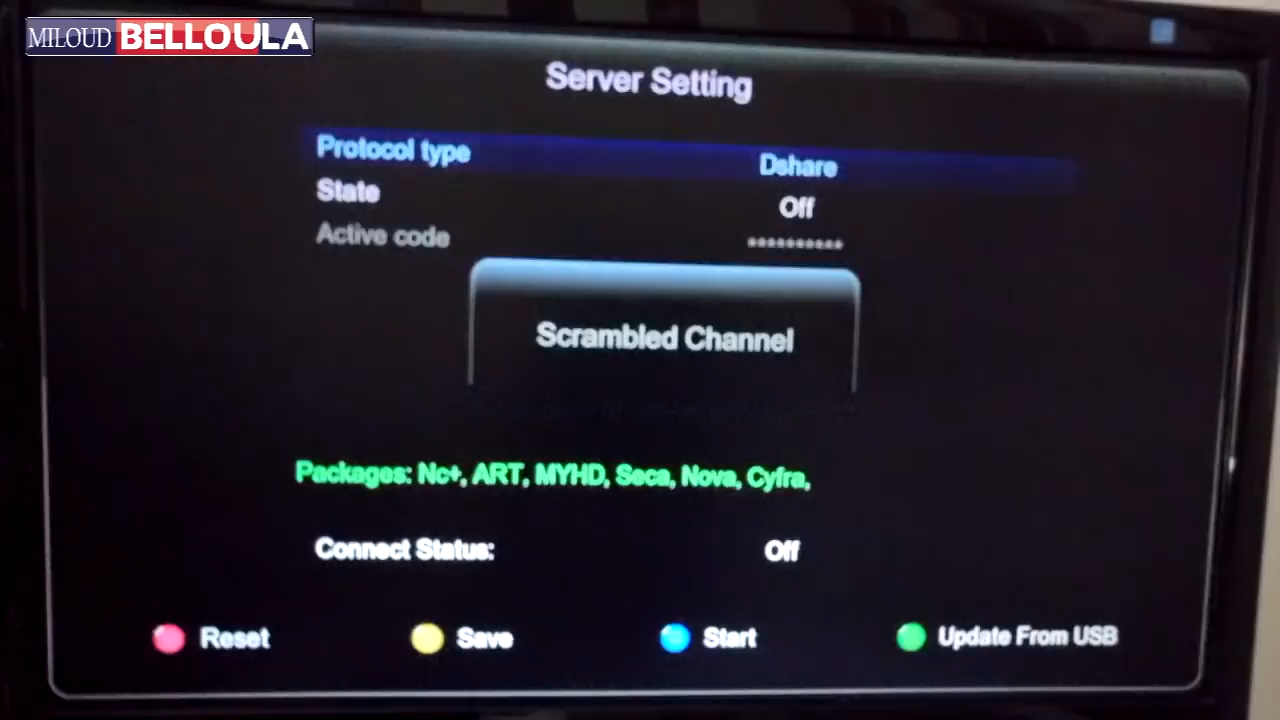 MILOUD BELLOULA
Server Setting
Protocol type Dshare
State Off
Active code ••••••••••
Scrambled Channel
Packages: Nc+, ART, MYHD, Seca, Nova, Cyfra,
Connect Status: Off
Reset Save Start Update From USB